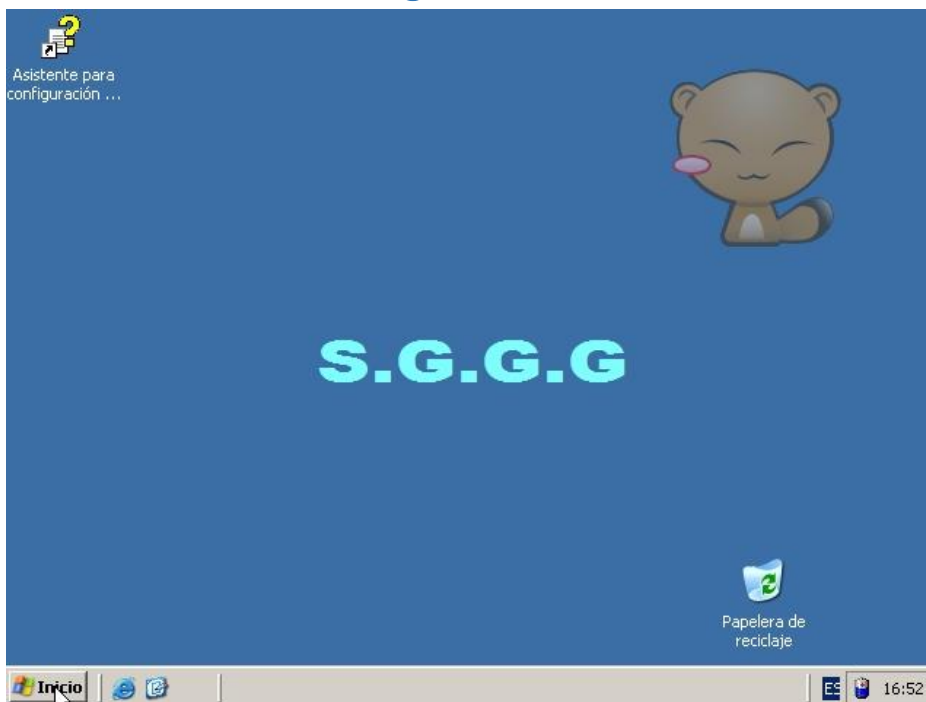 Asistente para
configuración ...
S.G.G.G
Papelera de
reciclaje
Inicio
ES
16:52